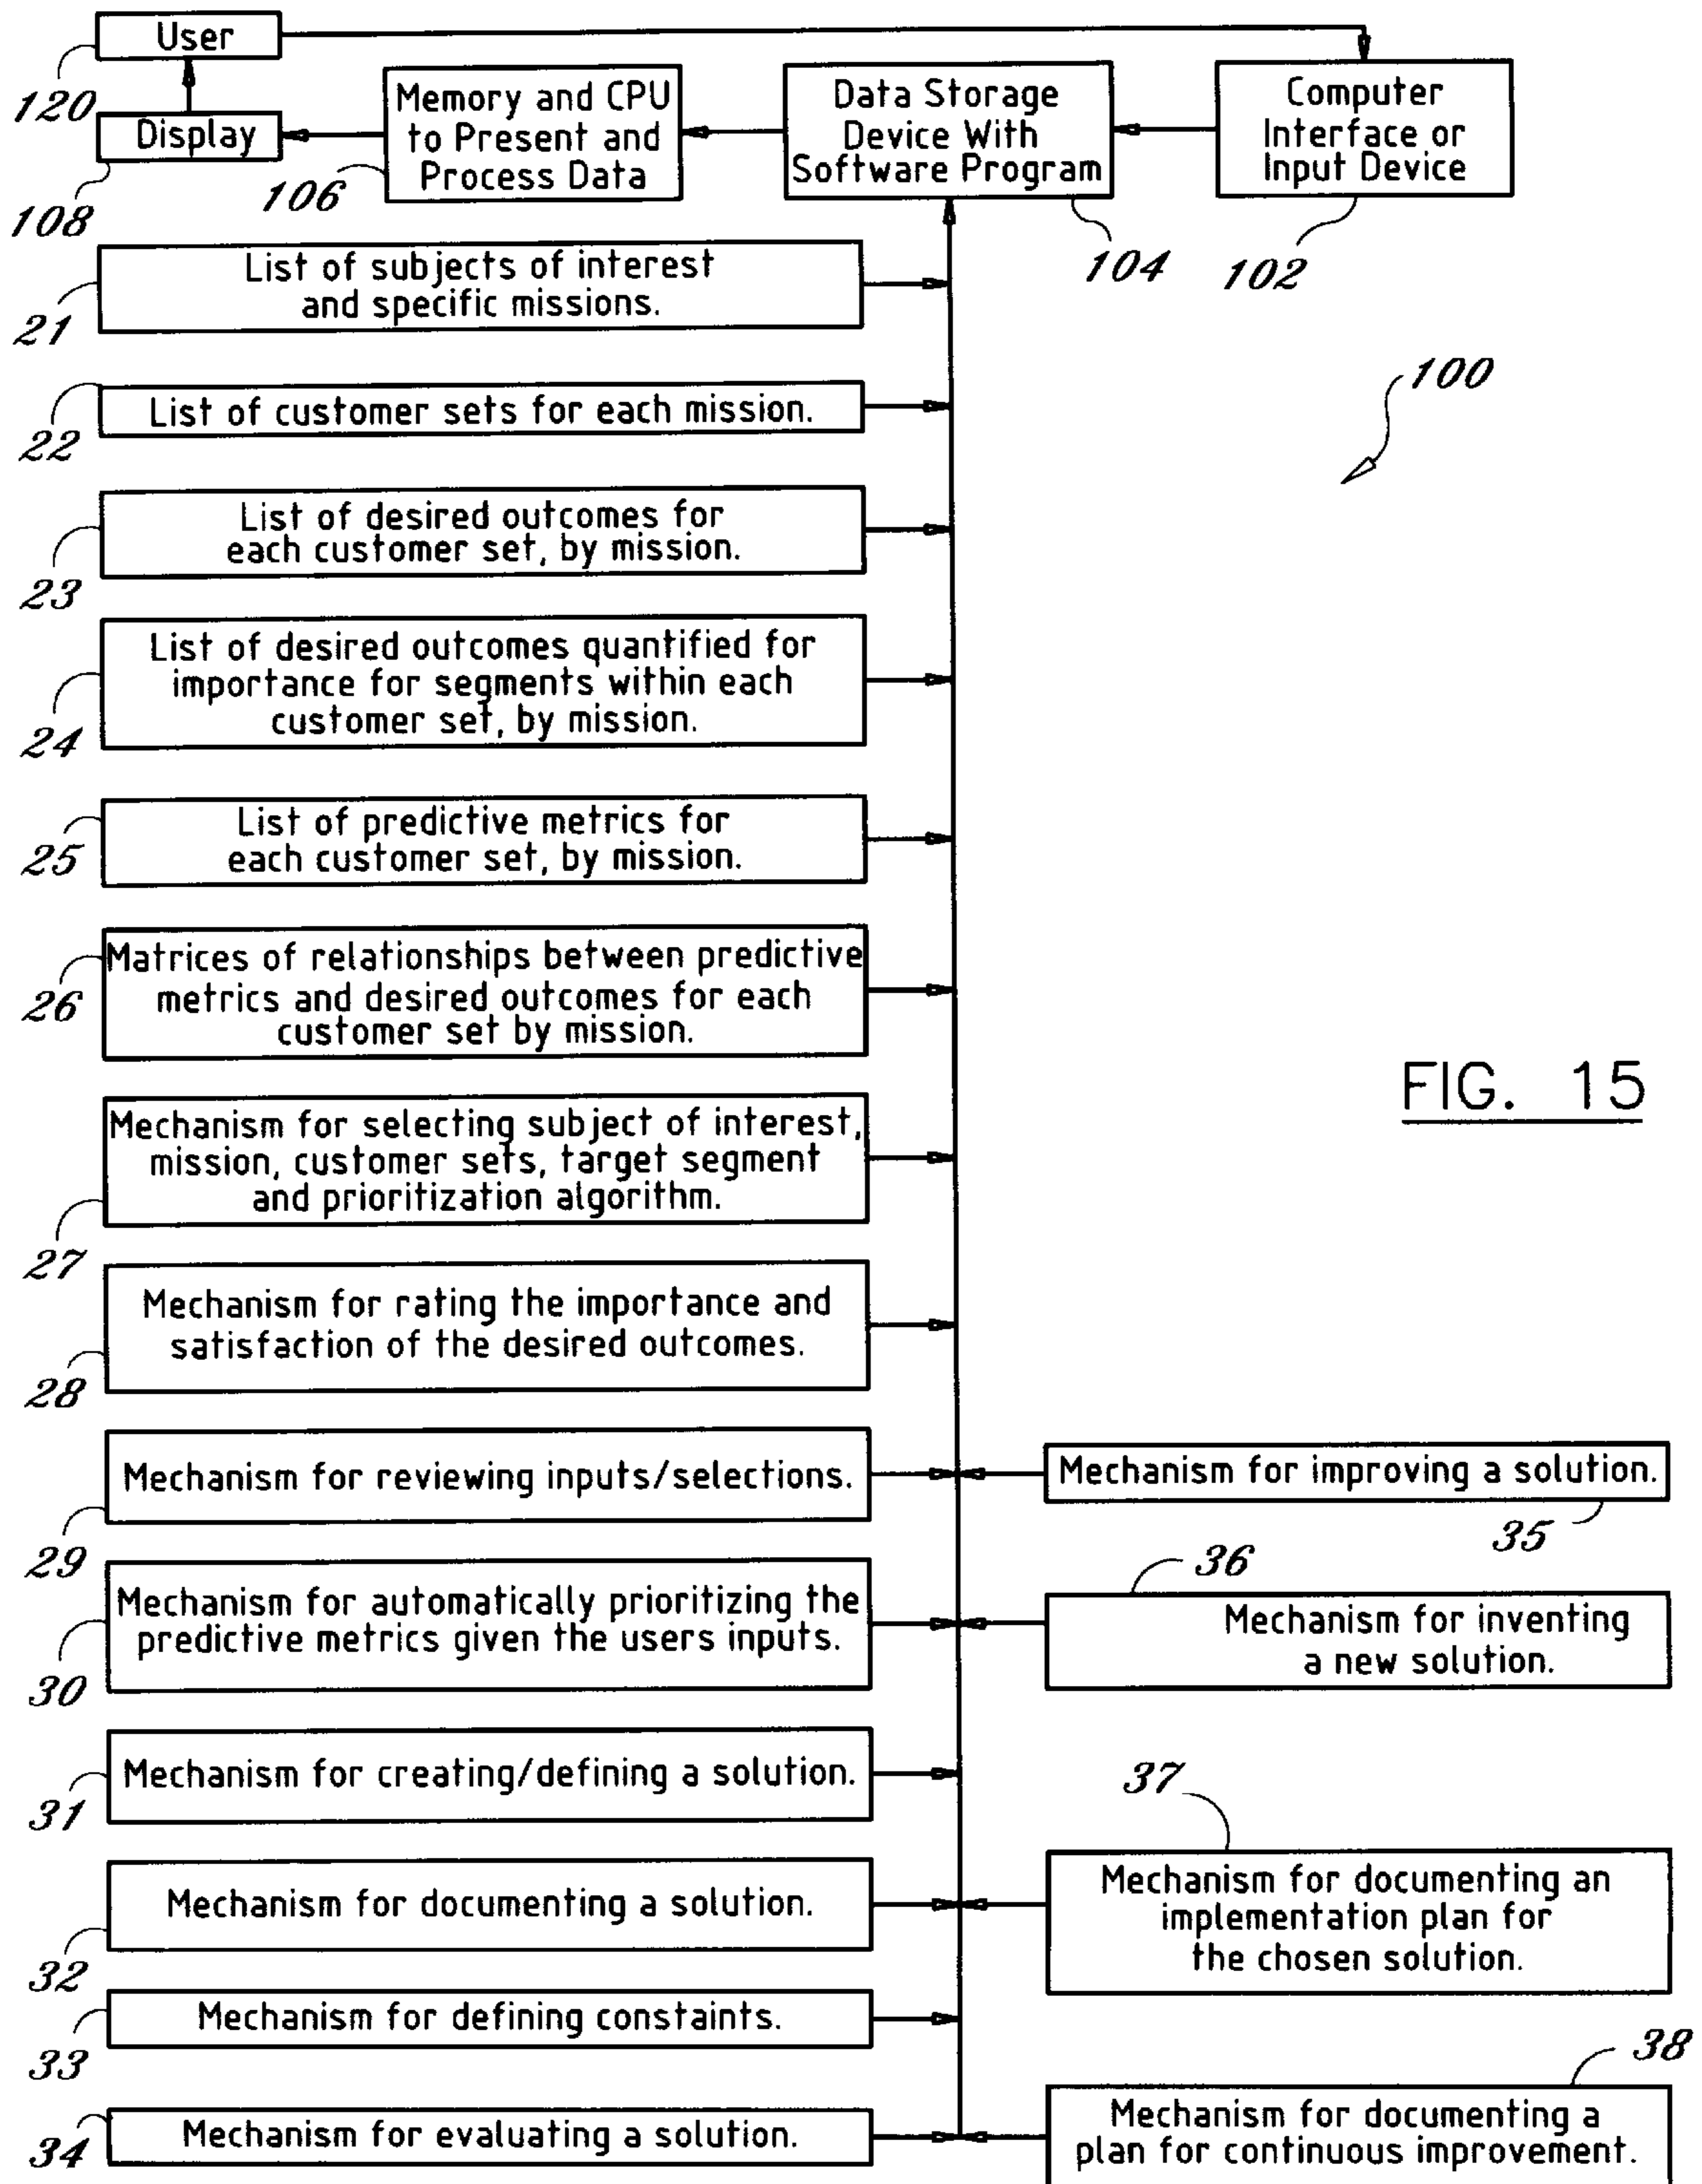 User
120
Display
108
Memory and CPU
to Present and
Process Data
106
Data Storage
Device With
Software Program
104
Computer
Interface or
Input Device
102
100
List of subjects of interest
and specific missions.
21
List of customer sets for each mission.
22
List of desired outcomes for
each customer set, by mission.
23
List of desired outcomes quantified for
importance for segments within each
customer set, by mission.
24
List of predictive metrics for
each customer set, by mission.
25
Matrices of relationships between predictive
metrics and desired outcomes for each
customer set by mission.
26
FIG. 15
Mechanism for selecting subject of interest,
mission, customer sets, target segment
and prioritization algorithm.
27
Mechanism for rating the importance and
satisfaction of the desired outcomes.
28
Mechanism for reviewing inputs/selections.
29
Mechanism for improving a solution.
35
Mechanism for automatically prioritizing the
predictive metrics given the users inputs.
30
36
Mechanism for inventing
a new solution.
Mechanism for creating/defining a solution.
31
37
Mechanism for documenting a solution.
32
Mechanism for documenting an
implementation plan for
the chosen solution.
Mechanism for defining constaints.
33
38
Mechanism for evaluating a solution.
34
Mechanism for documenting a
plan for continuous improvement.